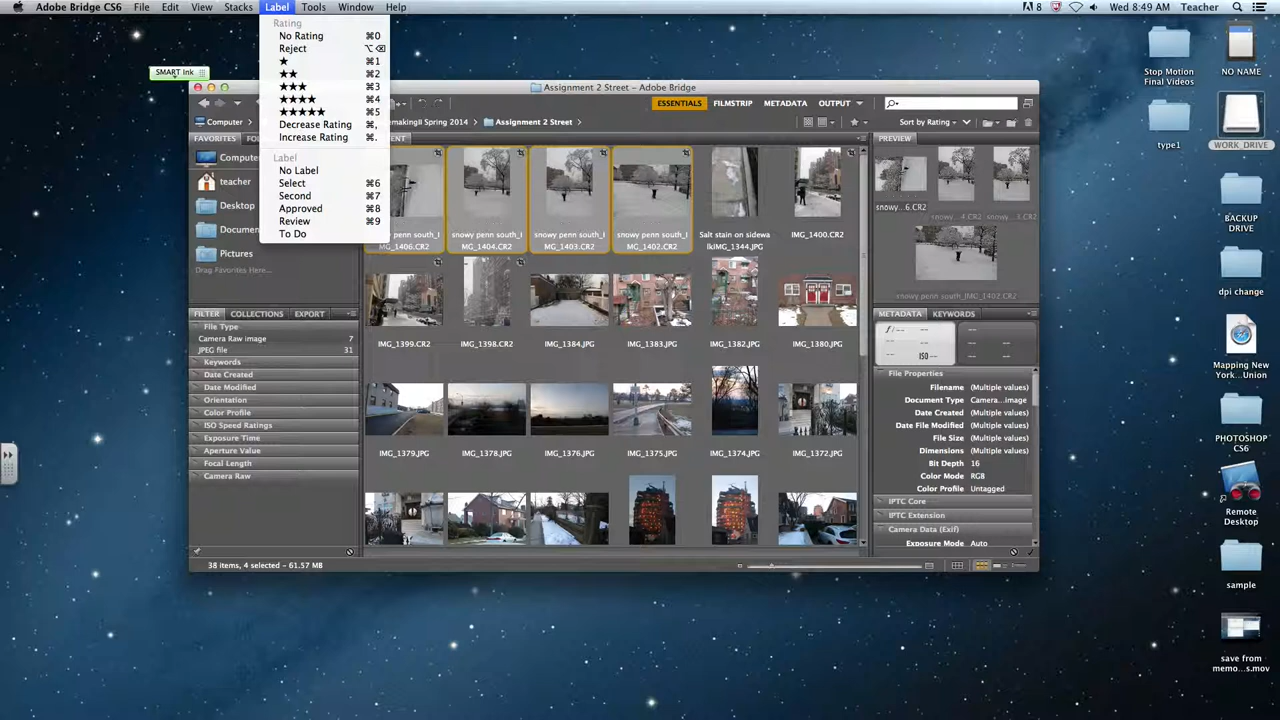 Adobe Bridge CS6 File Edit View Stacks Label Tools Window Help
8 Wed 8:49 AM Teacher
Rating
No Rating ⌘0
Reject ⌥⌫
★ ⌘1
★★ ⌘2
★★★ ⌘3
★★★★ ⌘4
★★★★★ ⌘5
Decrease Rating ⌘,
Increase Rating ⌘.
Label
No Label
Select ⌘6
Second ⌘7
Approved ⌘8
Review ⌘9
To Do
SMART Ink
Assignment 2 Street – Adobe Bridge
ESSENTIALS FILMSTRIP METADATA OUTPUT
Computer
Spring 2014
Assignment 2 Street
Sort by Rating
FAVORITES
teacher
Desktop
Pictures
Drag Favorites Here...
snowy penn south_I
MG_1406.CR2
snowy penn south_I
MG_1404.CR2
snowy penn south_I
MG_1403.CR2
snowy penn south_I
MG_1402.CR2
Salt stain on sidewa
lkIMG_1344.JPG
IMG_1400.CR2
IMG_1399.CR2 IMG_1398.CR2 IMG_1384.JPG IMG_1383.JPG IMG_1382.JPG IMG_1380.JPG
IMG_1379.JPG IMG_1378.JPG IMG_1376.JPG IMG_1375.JPG IMG_1374.JPG IMG_1372.JPG
FILTER COLLECTIONS EXPORT
File Type
Camera Raw image 7
JPEG file 31
Keywords
Date Created
Date Modified
Orientation
Color Profile
ISO Speed Ratings
Exposure Time
Aperture Value
Focal Length
Camera Raw
38 items, 4 selected – 61.57 MB
PREVIEW
snowy...6.CR2
snowy penn south_IMG_1402.CR2
METADATA KEYWORDS
f/-- --
-- --
ISO-- --
File Properties
Filename (Multiple values)
Document Type Camera...image
Date Created (Multiple values)
Date File Modified (Multiple values)
File Size (Multiple values)
Dimensions (Multiple values)
Bit Depth 16
Color Mode RGB
Color Profile Untagged
IPTC Core
IPTC Extension
Camera Data (Exif)
Exposure Mode Auto
Stop Motion
Final Videos
type1
NO NAME
WORK_DRIVE
BACKUP
DRIVE
dpi change
Mapping New
York...Union
PHOTOSHOP
CS6
Remote
Desktop
sample
save from
memo...s.mov